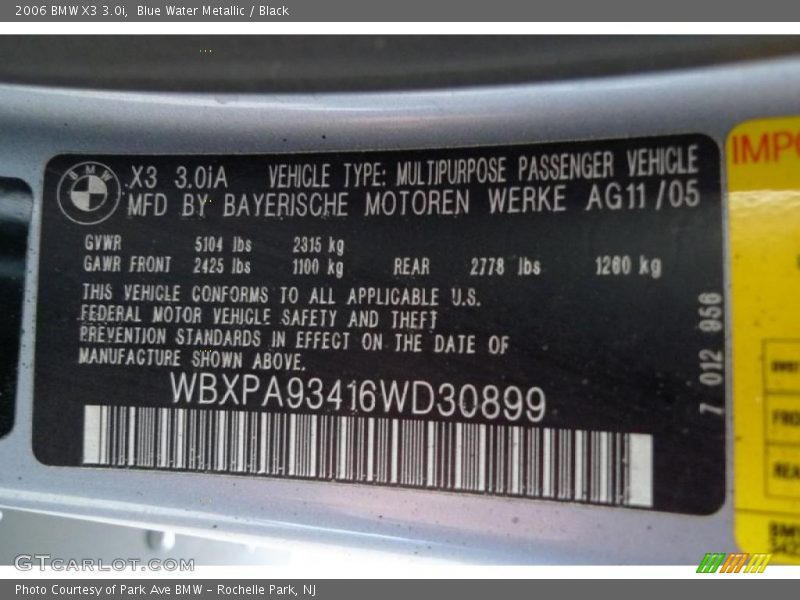 2006 BMW X3 3.0i, Blue Water Metallic / Black
X3 3.0iA VEHICLE TYPE: MULTIPURPOSE PASSENGER VEHICLE
MFD BY BAYERISCHE MOTOREN WERKE AG 11/05
GVWR 5104 lbs 2315 kg
GAWR FRONT 2425 lbs 1100 kg REAR 2778 lbs 1260 kg
THIS VEHICLE CONFORMS TO ALL APPLICABLE U.S.
FEDERAL MOTOR VEHICLE SAFETY AND THEFT
PREVENTION STANDARDS IN EFFECT ON THE DATE OF
MANUFACTURE SHOWN ABOVE.
WBXPA93416WD30899
7 012 956
GTcarlot.com
Photo Courtesy of Park Ave BMW - Rochelle Park, NJ